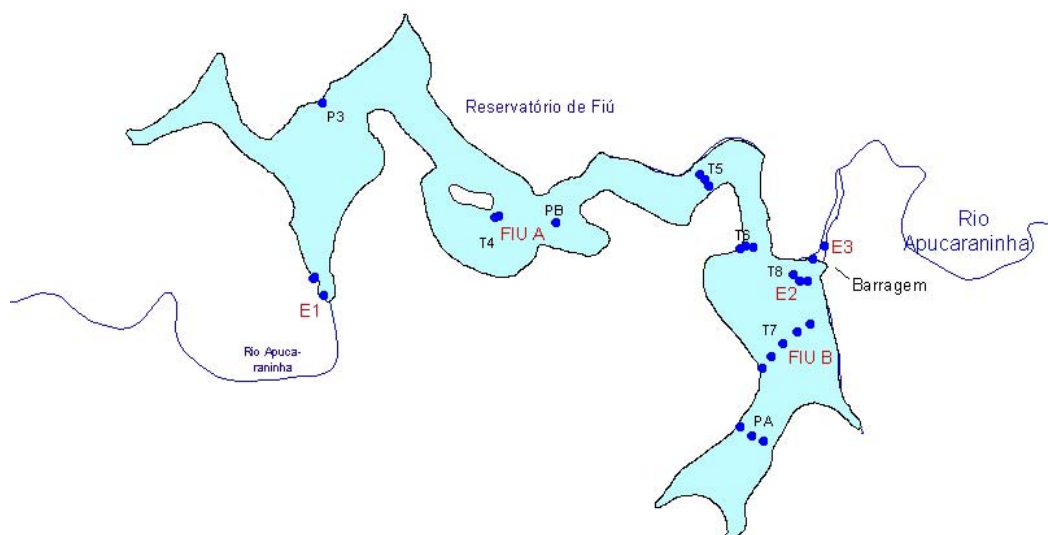 P3
Reservatório de Fiú
T5
PB
T4
FIU A
Rio
Apucaraninha
T6
E3
T8
Barragem
E2
E1
T7
Rio Apuca-
raninha
FIU B
PA